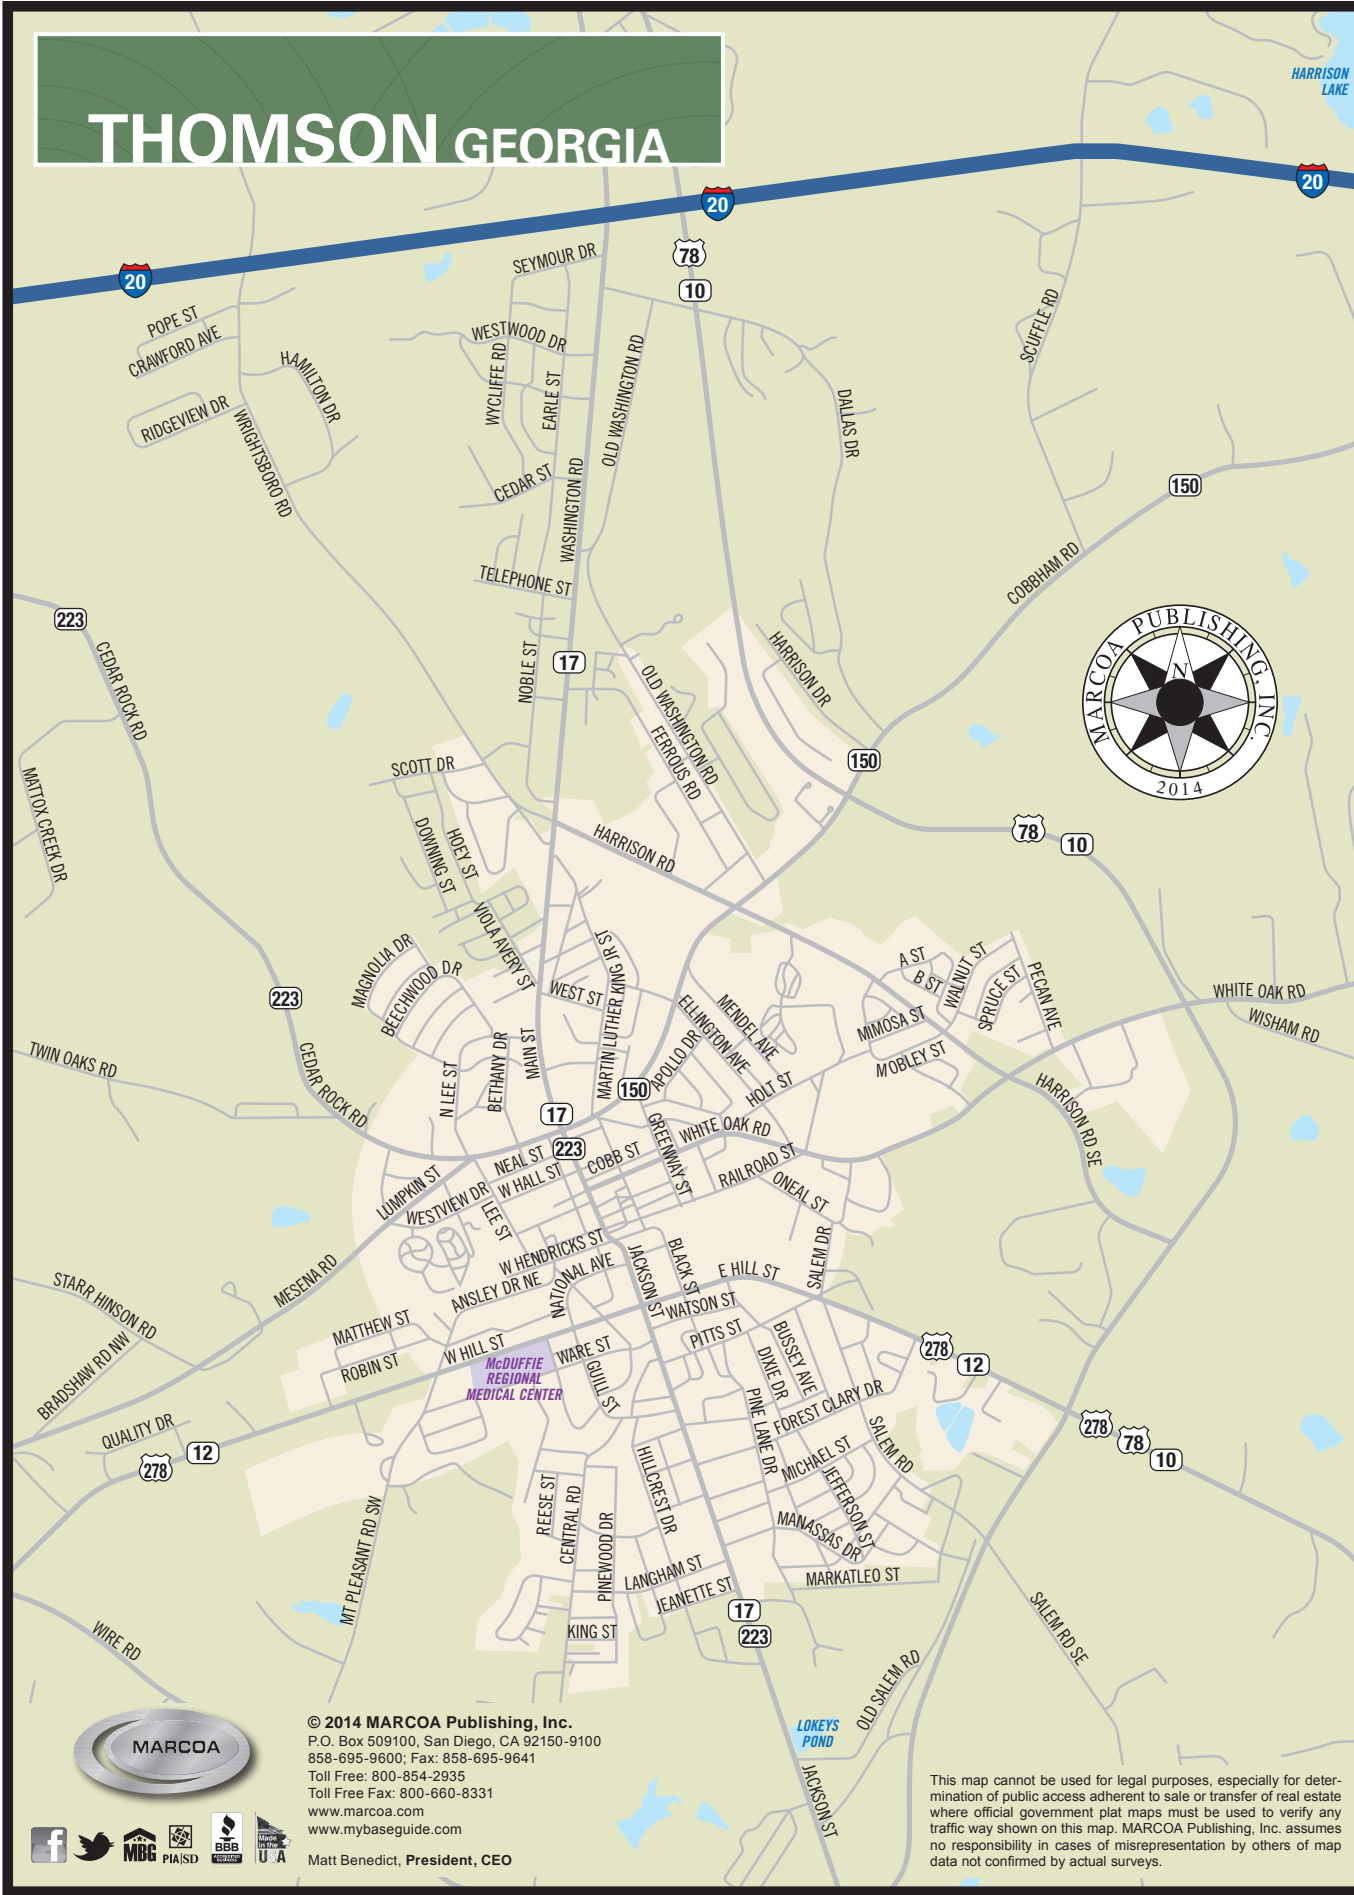 THOMSON GEORGIA
HARRISON
LAKE
20
20
20
78
10
SEYMOUR DR
POPE ST
CRAWFORD AVE
HAMILTON DR
WESTWOOD DR
WYCLIFFE RD
EARLE ST
OLD WASHINGTON RD
SCUFFLE RD
RIDGEVIEW DR
WRIGHTSBORO RD
DALLAS DR
CEDAR ST
WASHINGTON RD
150
TELEPHONE ST
COBBHAM RD
223
CEDAR ROCK RD
NOBLE ST
17
HARRISON DR
OLD WASHINGTON RD
FERROUS RD
MARCOA PUBLISHING, INC.
N
2014
MATTOX CREEK DR
SCOTT DR
150
DOWNING ST
HOEY ST
HARRISON RD
78
10
VIOLA AVERY ST
MAGNOLIA DR
BEECHWOOD DR
MARTIN LUTHER KING JR ST
A ST
B ST
WALNUT ST
SPRUCE ST
PECAN AVE
223
WEST ST
ELLINGTON AVE
MENDEL AVE
MIMOSA ST
MOBLEY ST
WHITE OAK RD
WISHAM RD
TWIN OAKS RD
CEDAR ROCK RD
N LEE ST
BETHANY DR
MAIN ST
150
APOLLO DR
HOLT ST
HARRISON RD SE
17
223
NEAL ST
W HALL ST
COBB ST
GREENWAY ST
WHITE OAK RD
RAILROAD ST
ONEAL ST
LUMPKIN ST
WESTVIEW DR
LEE ST
W HENDRICKS ST
ANSLEY DR NE
NATIONAL AVE
JACKSON ST
BLACK ST
E HILL ST
SALEM DR
MESENA RD
STARR HINSON RD
BRADSHAW RD NW
MATTHEW ST
ROBIN ST
W HILL ST
WARE ST
GUILL ST
WATSON ST
PITTS ST
DIXIE DR
BUSSEY AVE
McDUFFIE
REGIONAL
MEDICAL CENTER
278
12
QUALITY DR
278
12
PINE LANE DR
FOREST CLARY DR
SALEM RD
278
78
10
HILLCREST DR
MICHAEL ST
JEFFERSON ST
MANASSAS DR
REESE ST
CENTRAL RD
PINEWOOD DR
MT PLEASANT RD SW
LANGHAM ST
JEANETTE ST
MARKATLEO ST
17
223
KING ST
WIRE RD
SALEM RD SE
OLD SALEM RD
LOKEYS
POND
JACKSON ST
MARCOA
© 2014 MARCOA Publishing, Inc.
P.O. Box 509100, San Diego, CA 92150-9100
858-695-9600; Fax: 858-695-9641
Toll Free: 800-854-2935
Toll Free Fax: 800-660-8331
www.marcoa.com
www.mybaseguide.com
Matt Benedict, President, CEO
f
MBG
PIA|SD
BBB
ACCREDITED
BUSINESS
Made
in the
USA
This map cannot be used for legal purposes, especially for deter-
mination of public access adherent to sale or transfer of real estate
where official government plat maps must be used to verify any
traffic way shown on this map. MARCOA Publishing, Inc. assumes
no responsibility in cases of misrepresentation by others of map
data not confirmed by actual surveys.